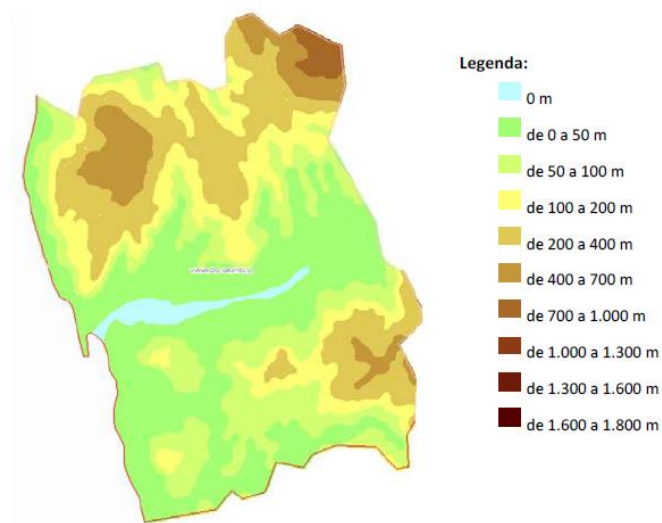 Legenda:
0 m
de 0 a 50 m
de 50 a 100 m
de 100 a 200 m
de 200 a 400 m
de 400 a 700 m
de 700 a 1.000 m
de 1.000 a 1.300 m
de 1.300 a 1.600 m
de 1.600 a 1.800 m